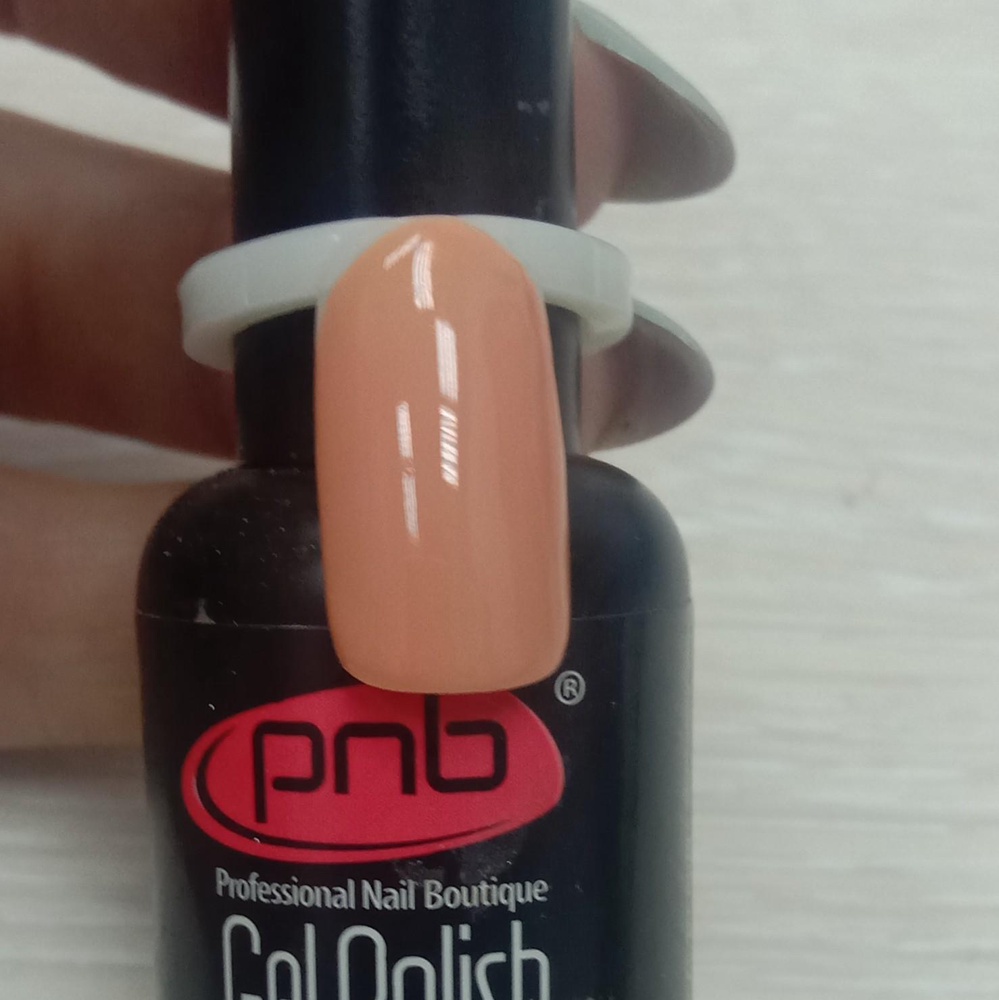 pnb
®
Professional Nail Boutique
Gel Polish